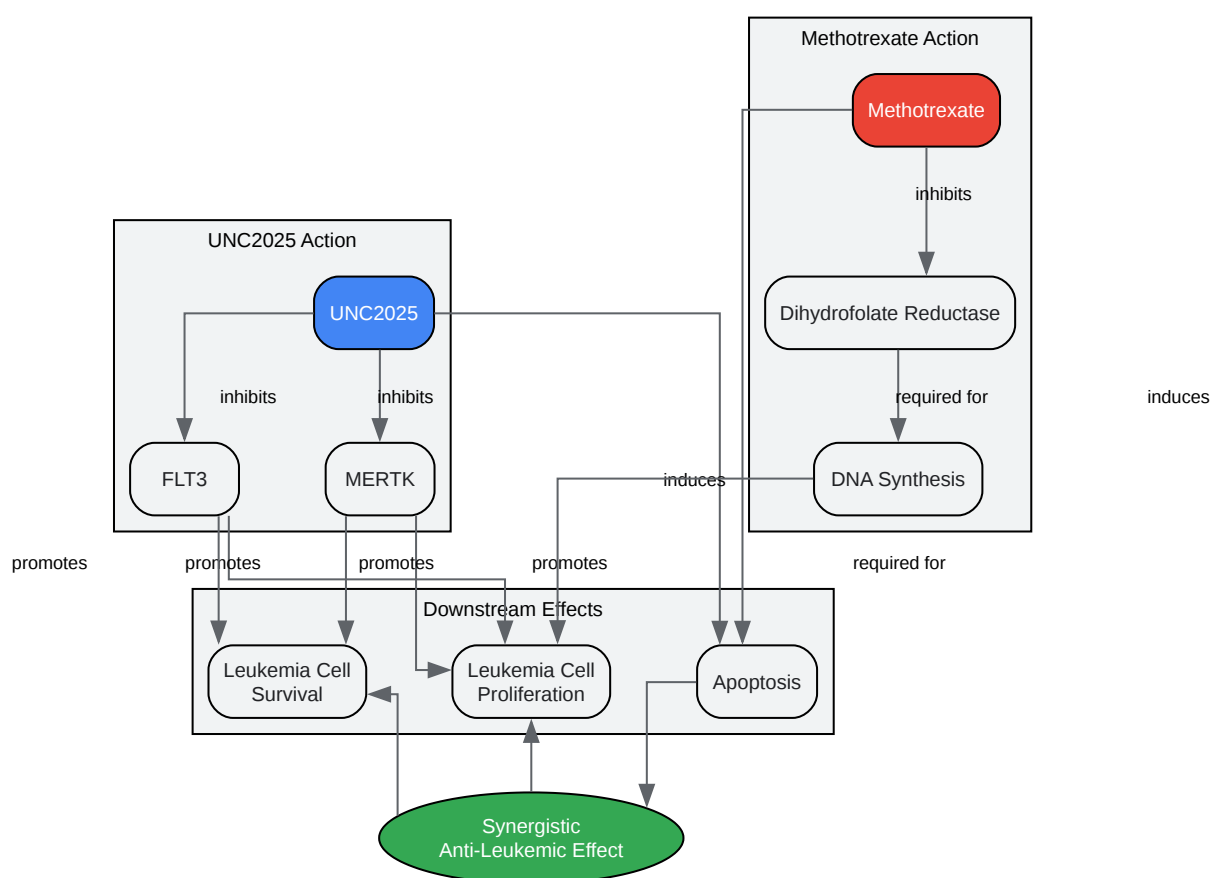 Methotrexate Action
Methotrexate
inhibits
UNC2025 Action
UNC2025
Dihydrofolate Reductase
inhibits
inhibits
required for
induces
FLT3
MERTK
induces
DNA Synthesis
promotes
promotes
promotes
promotes
required for
Downstream Effects
Leukemia Cell
Survival
Leukemia Cell
Proliferation
Apoptosis
Synergistic
Anti-Leukemic Effect